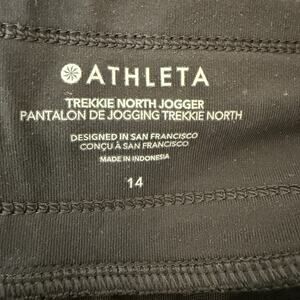 ATHLETA
TREKKIE NORTH JOGGER
PANTALON DE JOGGING TREKKIE NORTH
DESIGNED IN SAN FRANCISCO
CONÇU À SAN FRANCISCO
MADE IN INDONESIA
14